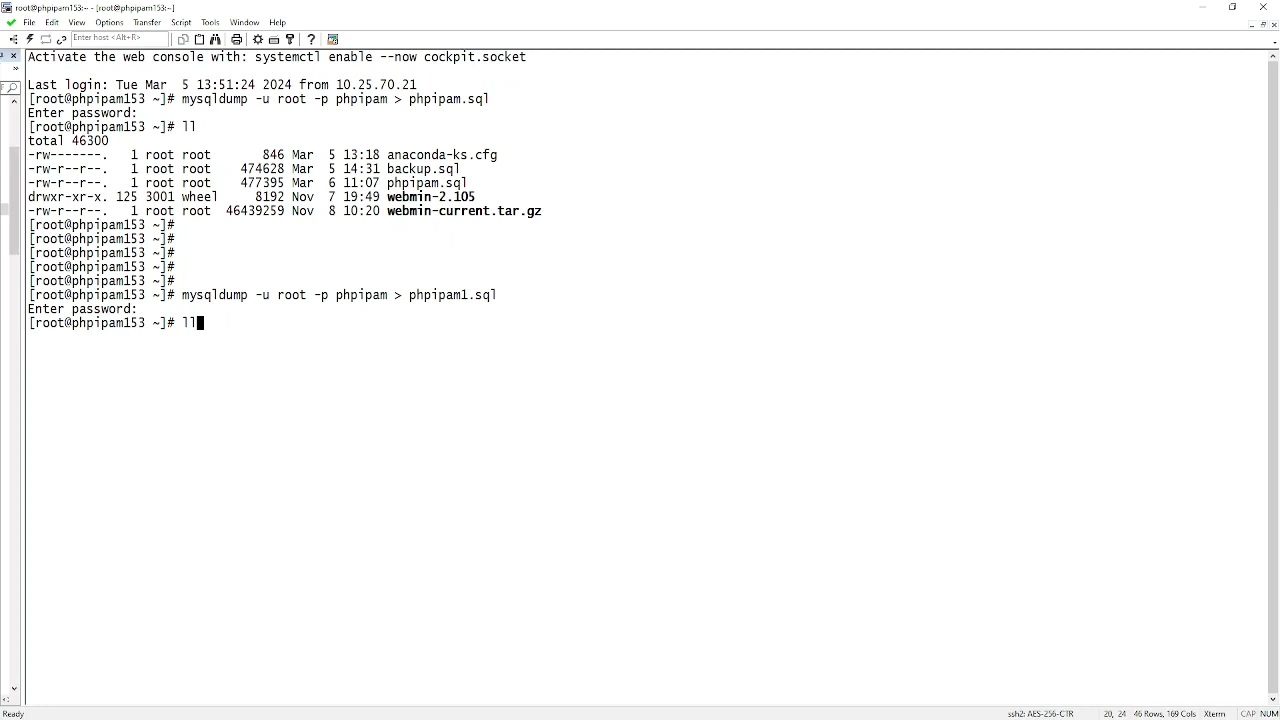 root@phpipam153:~ - [root@phpipam153:~]
File Edit View Options Transfer Script Tools Window Help
Enter host <Alt+R>
Activate the web console with: systemctl enable --now cockpit.socket
Last login: Tue Mar  5 13:51:24 2024 from 10.25.70.21
[root@phpipam153 ~]# mysqldump -u root -p phpipam > phpipam.sql
Enter password:
[root@phpipam153 ~]# ll
total 46300
-rw-------.   1 root root       846 Mar  5 13:18 anaconda-ks.cfg
-rw-r--r--.   1 root root    474628 Mar  5 14:31 backup.sql
-rw-r--r--.   1 root root    477395 Mar  6 11:07 phpipam.sql
drwxr-xr-x. 125 3001 wheel     8192 Nov  7 19:49 webmin-2.105
-rw-r--r--.   1 root root  46439259 Nov  8 10:20 webmin-current.tar.gz
[root@phpipam153 ~]#
[root@phpipam153 ~]#
[root@phpipam153 ~]#
[root@phpipam153 ~]#
[root@phpipam153 ~]#
[root@phpipam153 ~]# mysqldump -u root -p phpipam > phpipam1.sql
Enter password:
[root@phpipam153 ~]# ll
Ready ssh2: AES-256-CTR 20, 24 46 Rows, 169 Cols Xterm CAP NUM